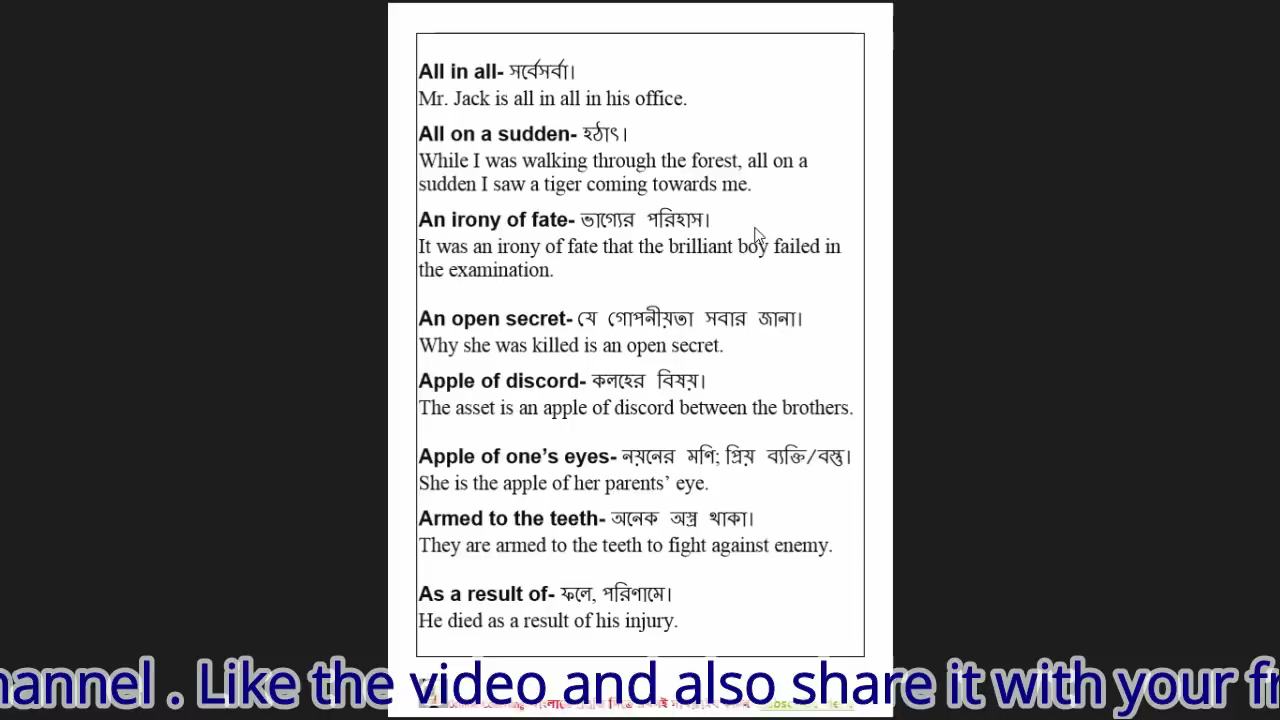 All in all- সর্বেসর্বা।
Mr. Jack is all in all in his office.
All on a sudden- হঠাৎ।
While I was walking through the forest, all on a
sudden I saw a tiger coming towards me.
An irony of fate- ভাগ্যের পরিহাস।
It was an irony of fate that the brilliant boy failed in
the examination.
An open secret- যে গোপনীয়তা সবার জানা।
Why she was killed is an open secret.
Apple of discord- কলহের বিষয়।
The asset is an apple of discord between the brothers.
Apple of one’s eyes- নয়নের মণি; প্রিয় ব্যক্তি/বস্তু।
She is the apple of her parents’ eye.
Armed to the teeth- অনেক অস্ত্র থাকা।
They are armed to the teeth to fight against enemy.
As a result of- ফলে, পরিণামে।
He died as a result of his injury.
hannel . Like the video and also share it with your fr